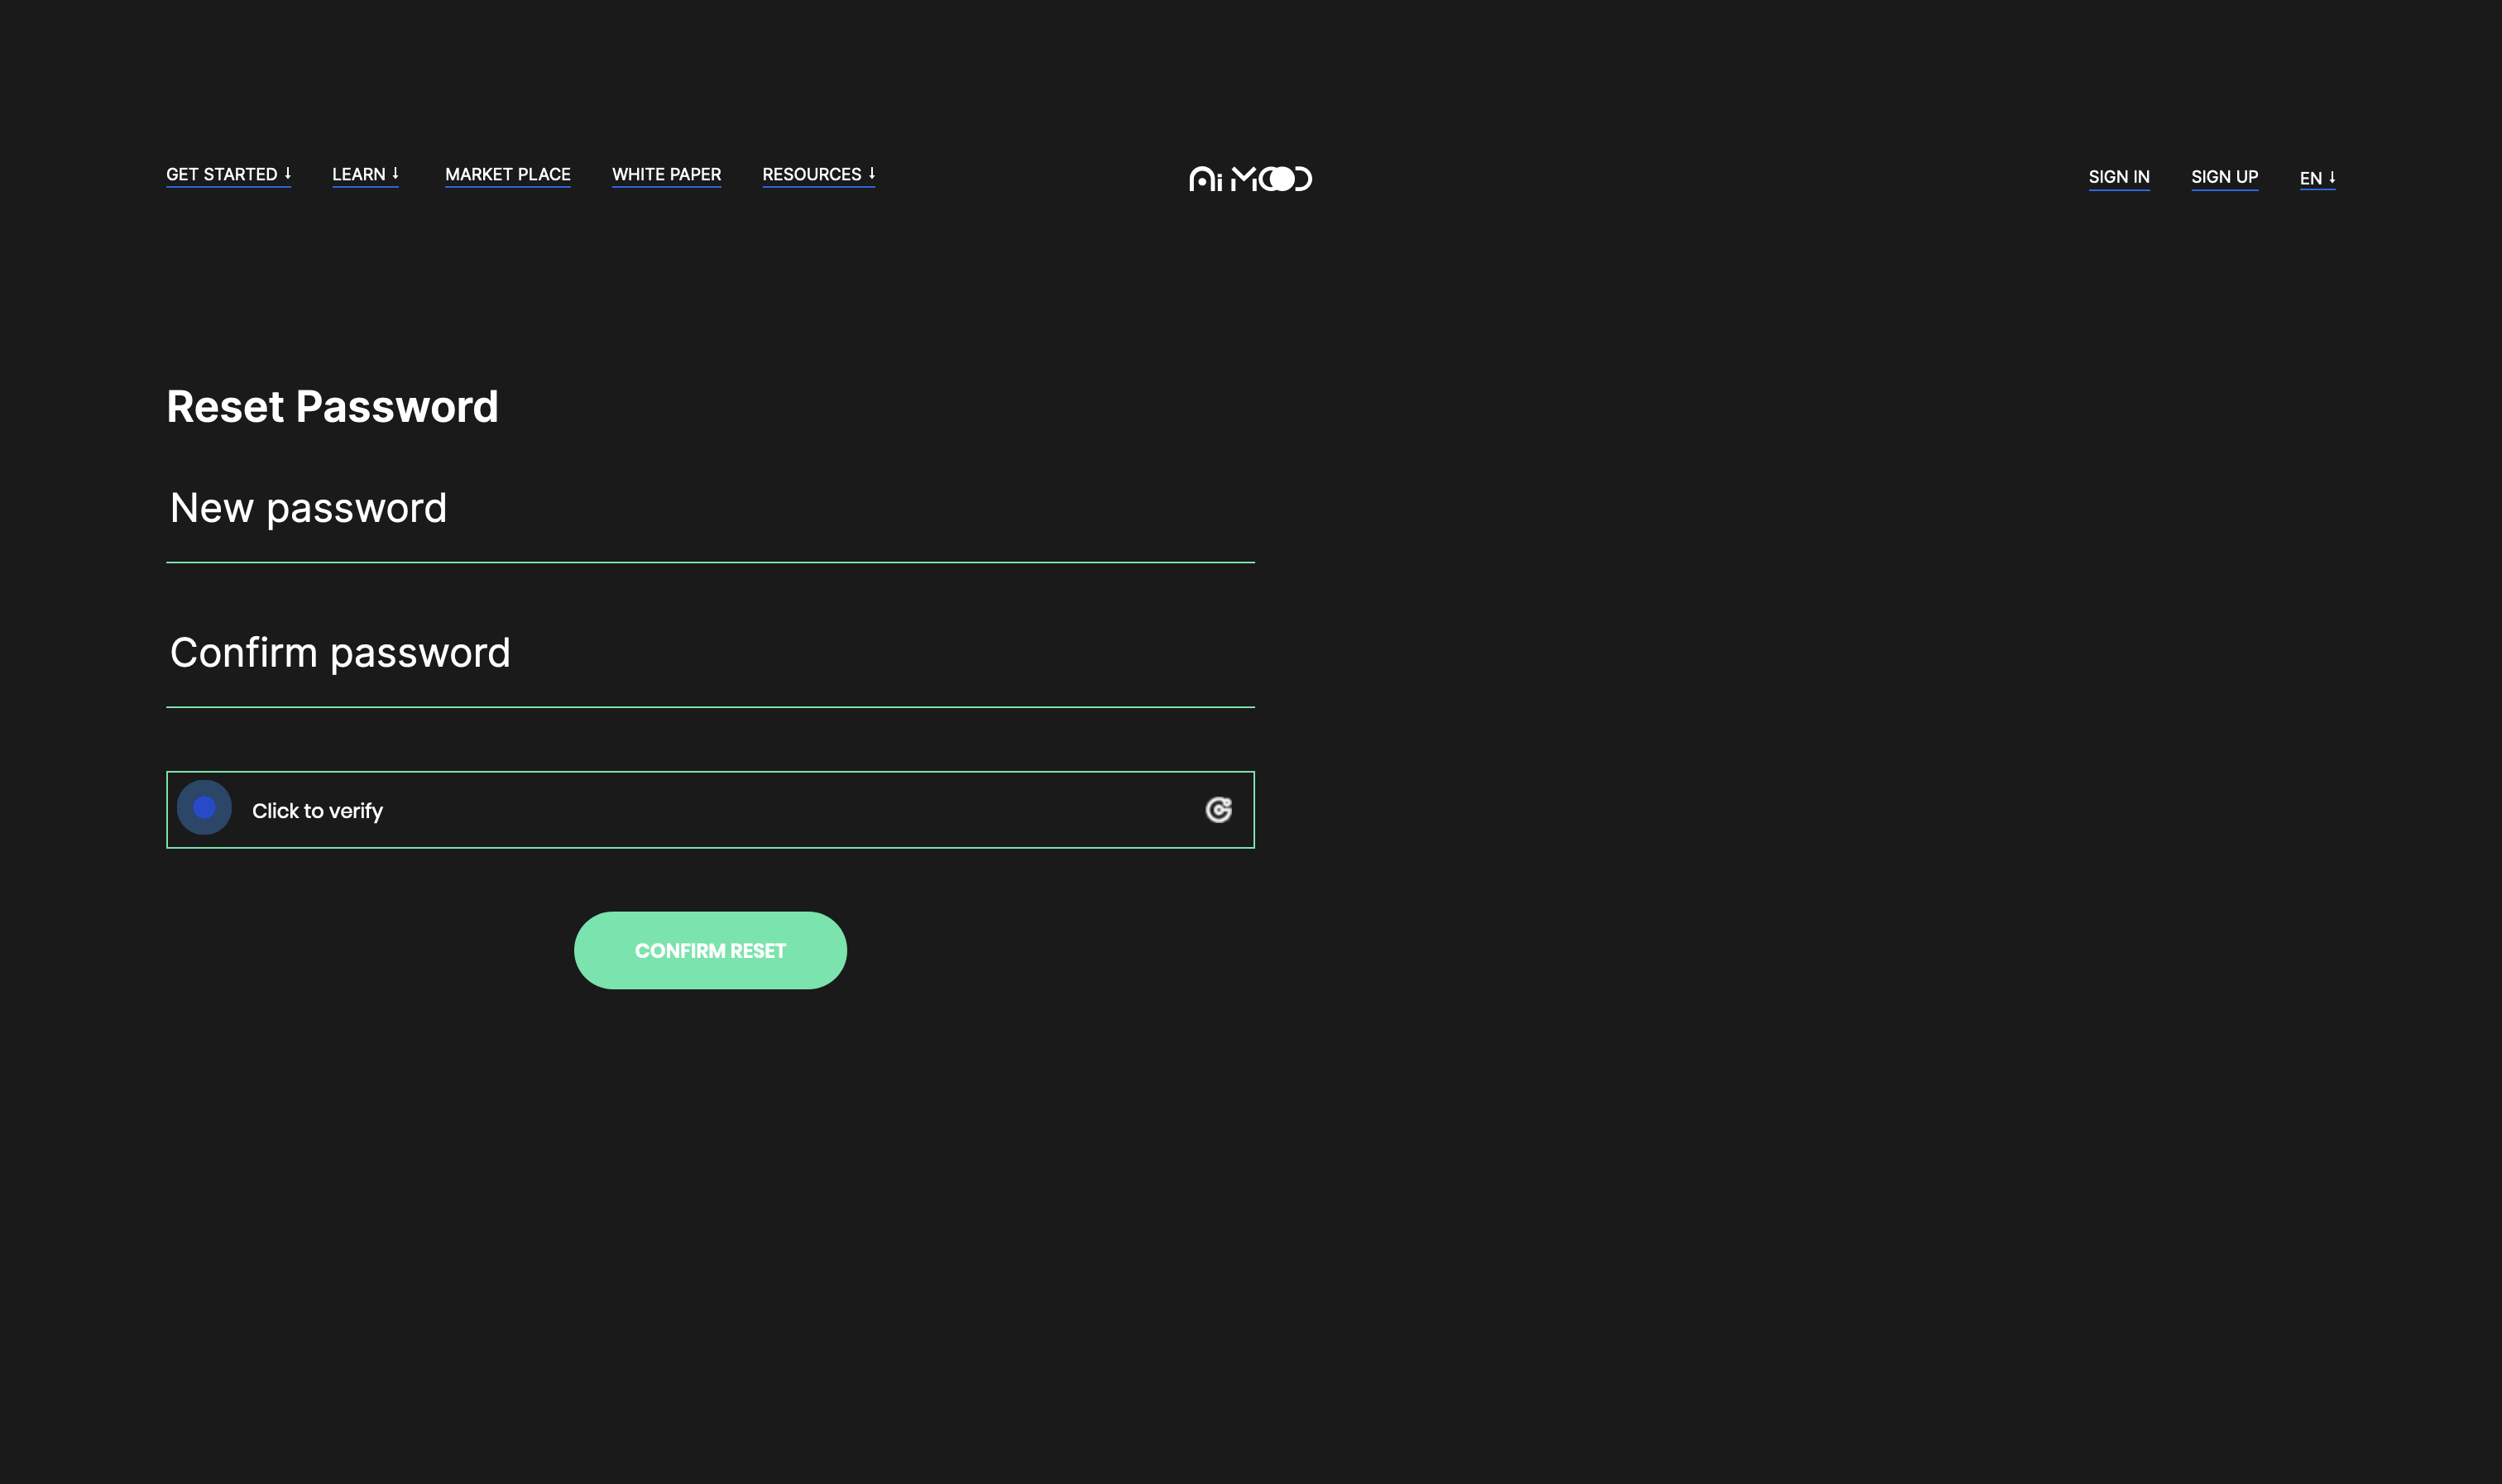 GET STARTED ↓ LEARN ↓ MARKET PLACE WHITE PAPER RESOURCES ↓ AiMOOD SIGN IN SIGN UP EN ↓
Reset Password
New password
Confirm password
Click to verify
CONFIRM RESET